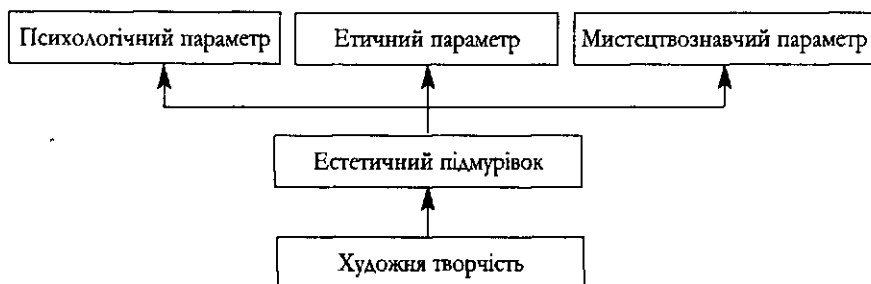 Психологічний параметр
Етичний параметр
Мистецтвознавчий параметр
Естетичний підмурівок
Художня творчість